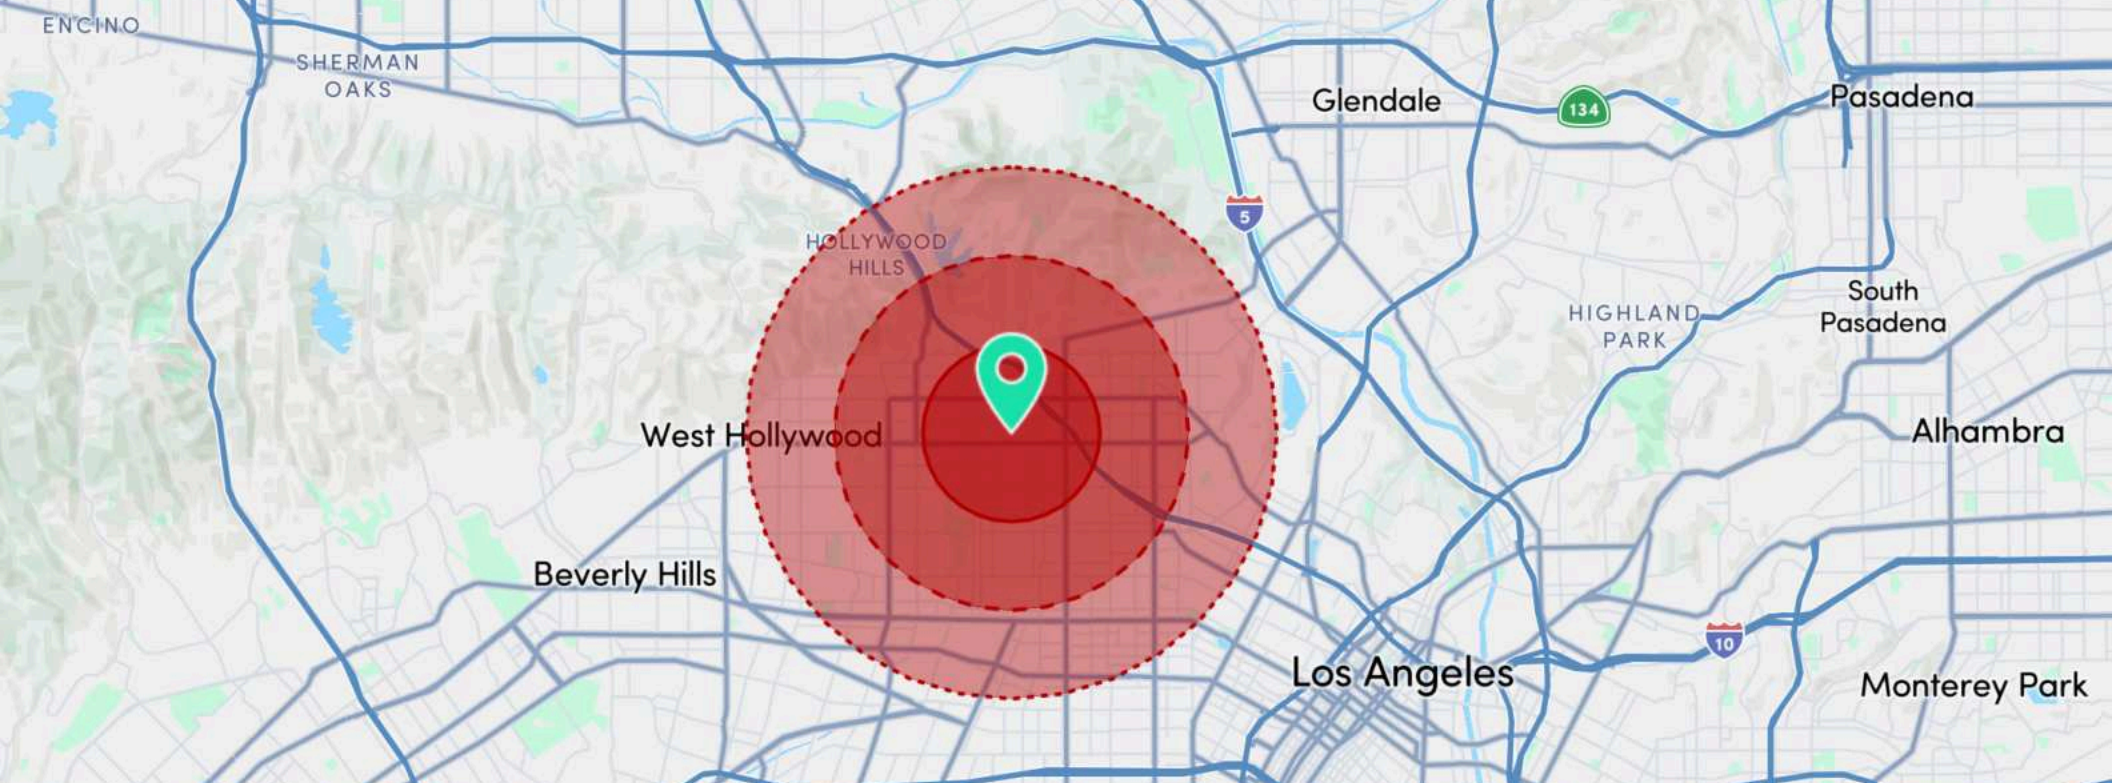 ENCINO
SHERMAN
OAKS
Glendale
134
Pasadena
5
HOLLYWOOD
HILLS
South
Pasadena
HIGHLAND
PARK
West Hollywood
Alhambra
Beverly Hills
10
Los Angeles
Monterey Park